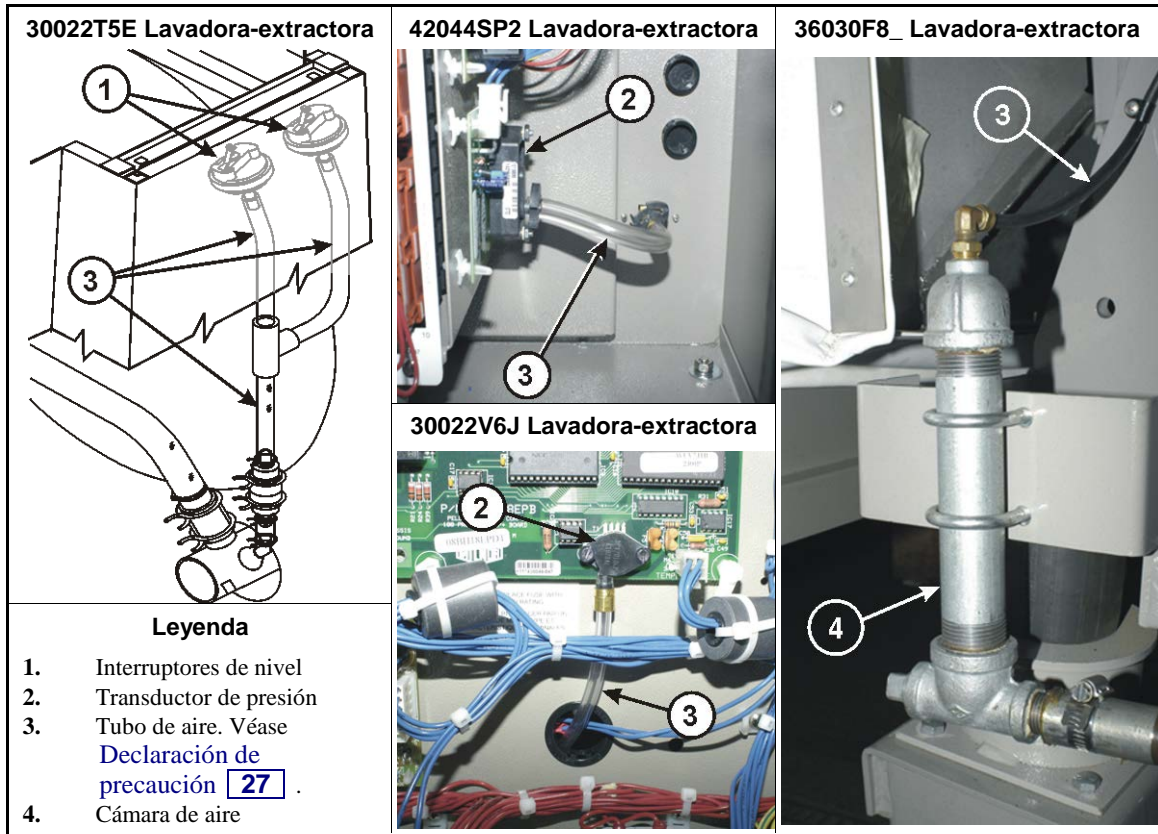 30022T5E Lavadora-extractora
1
3
Leyenda
1. Interruptores de nivel
2. Transductor de presión
3. Tubo de aire. Véase
Declaración de
precaución 27 .
4. Cámara de aire
42044SP2 Lavadora-extractora
2
3
30022V6J Lavadora-extractora
2
3
36030F8_ Lavadora-extractora
3
4